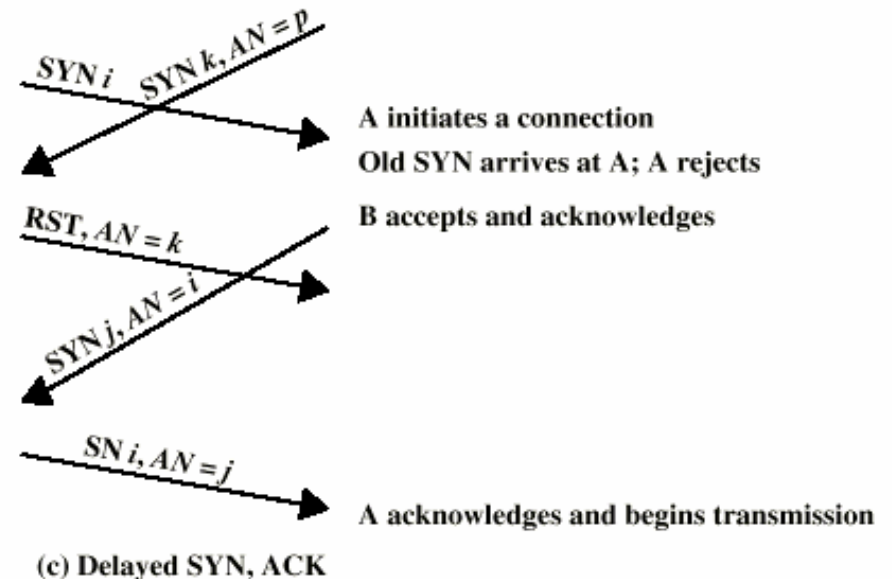 SYN i
SYN k, AN = p
A initiates a connection
Old SYN arrives at A; A rejects
RST, AN = k
B accepts and acknowledges
SYN j, AN = i
SN i, AN = j
A acknowledges and begins transmission
(c) Delayed SYN, ACK